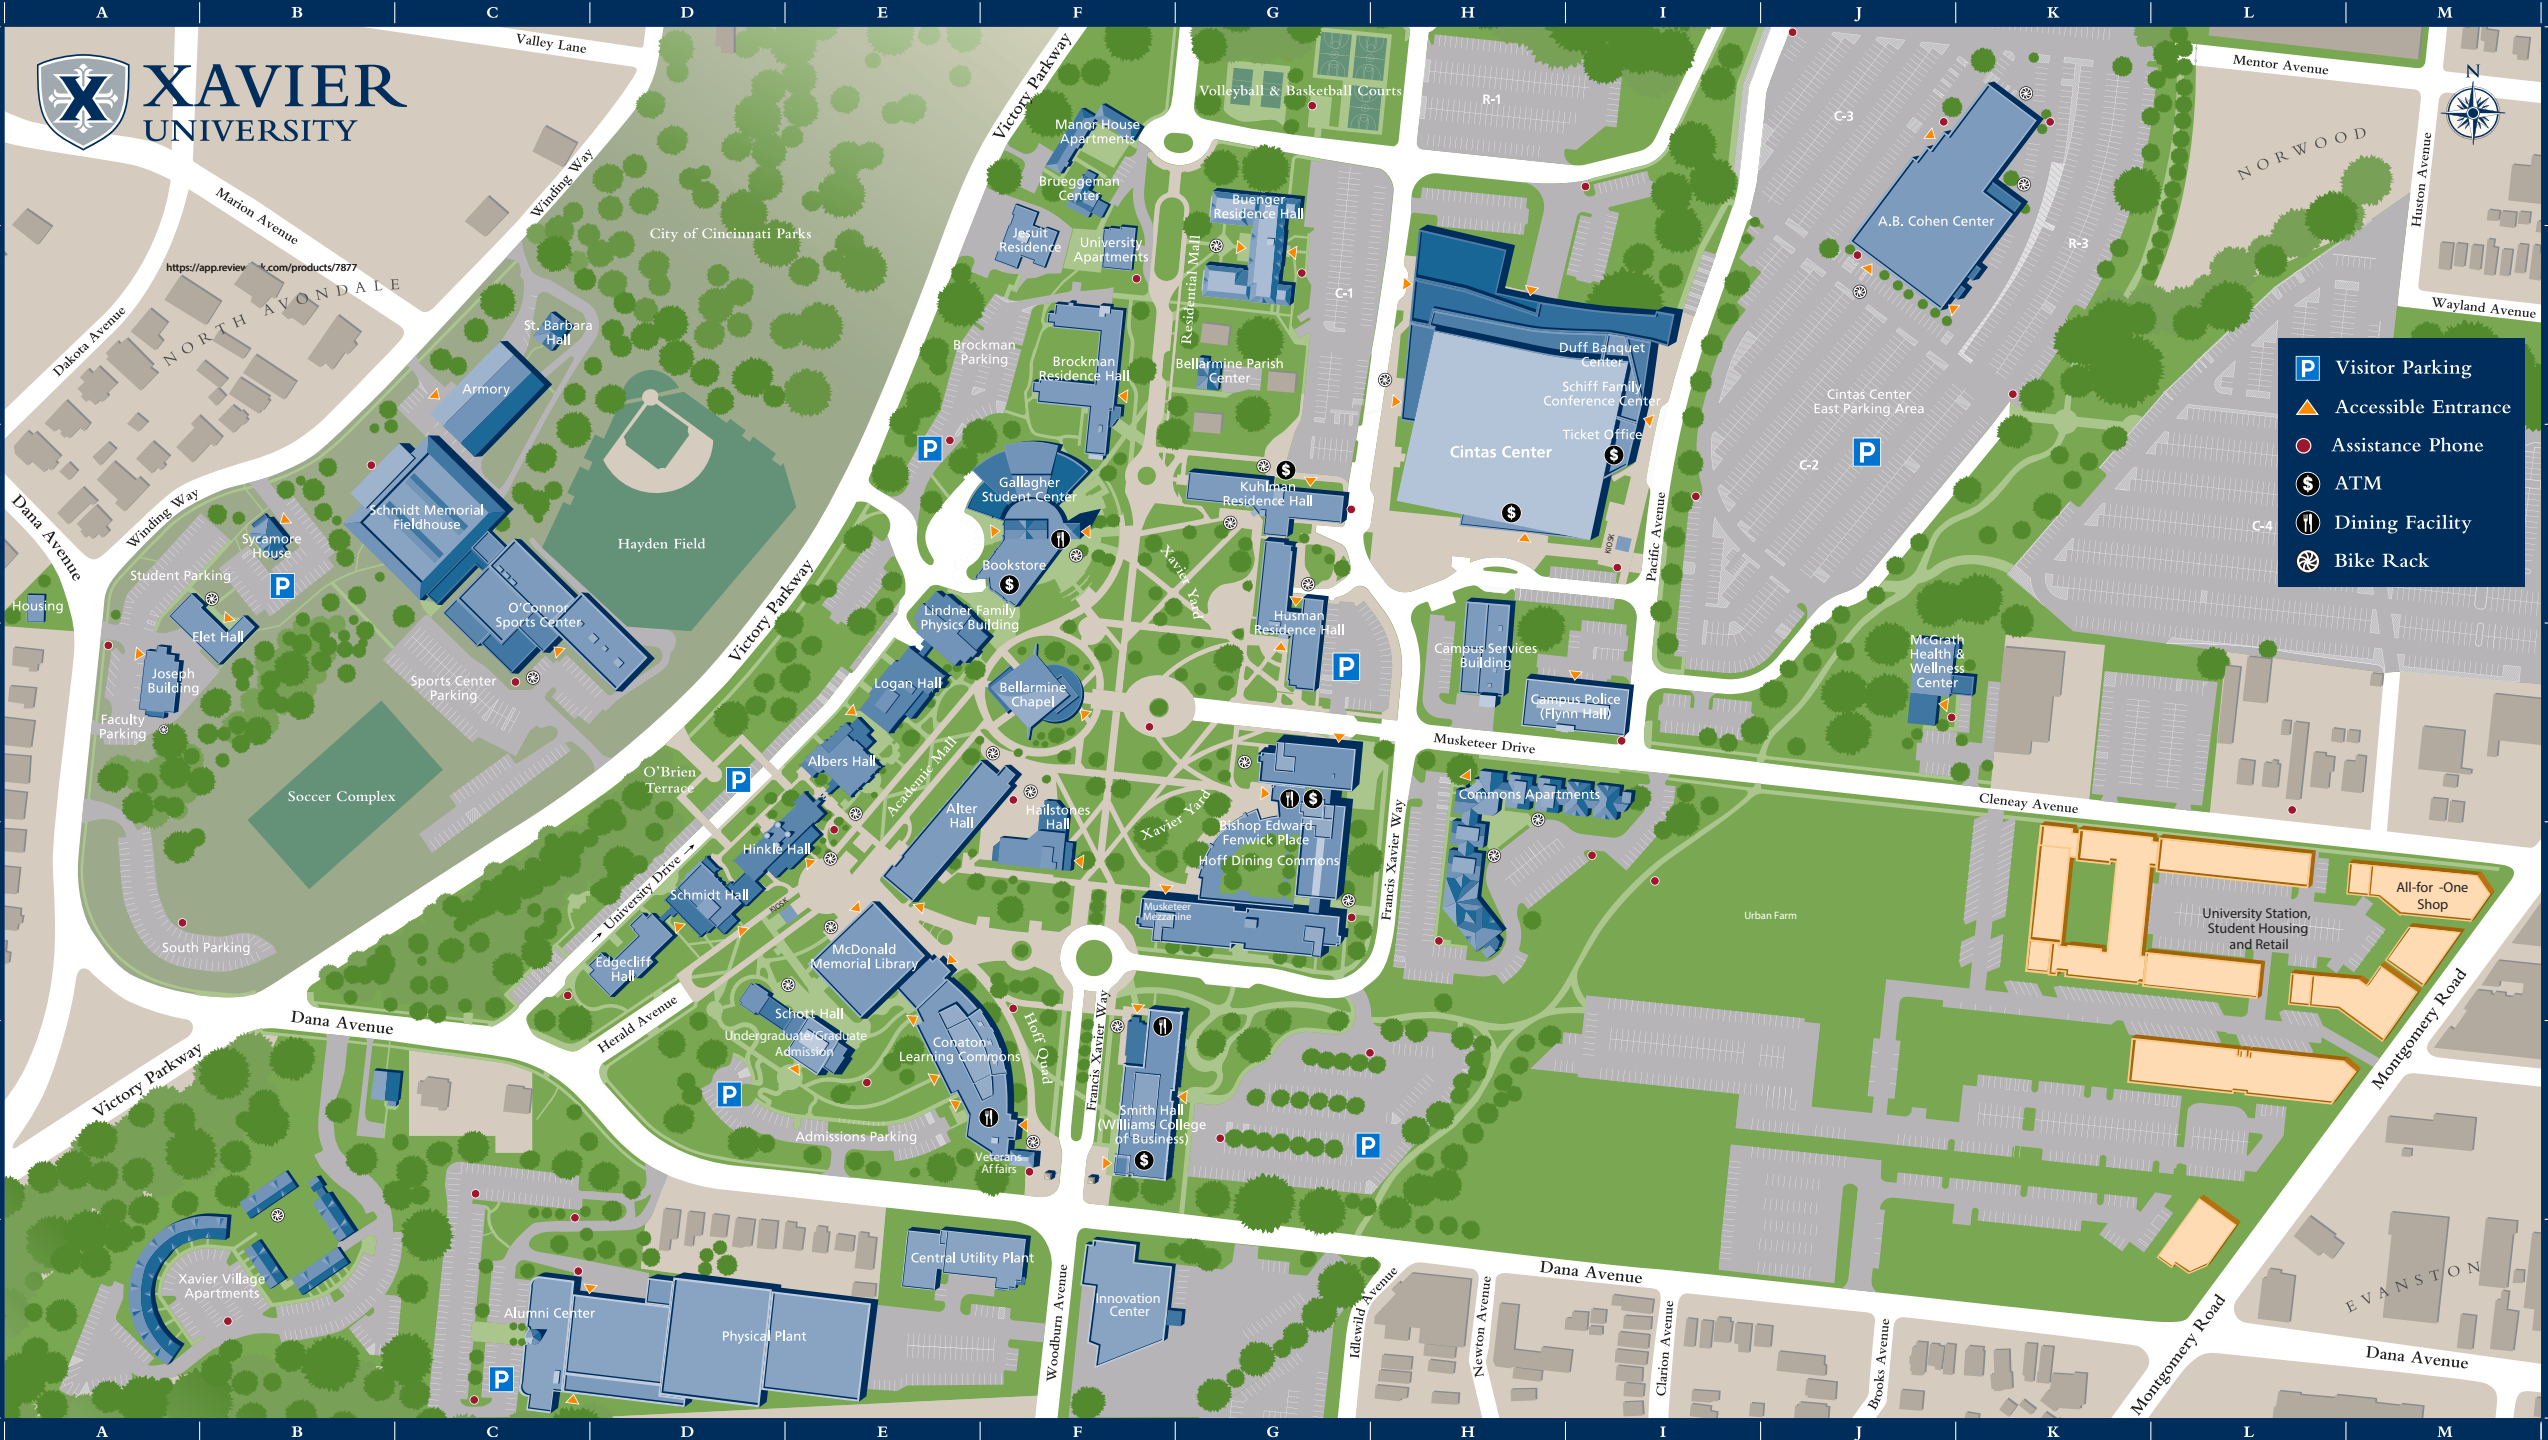 A B C D E F G H I J K L M
XAVIER
UNIVERSITY
Valley Lane
Victory Parkway
Winding Way
Marion Avenue
Dakota Avenue
NORTH AVONDALE
City of Cincinnati Parks
Manor House
Apartments
Brueggeman
Center
Jesuit
Residence
University
Apartments
Volleyball & Basketball Courts
R-1
Buenger
Residence Hall
Residential Mall
C-1
C-3
A.B. Cohen Center
R-3
Mentor Avenue
NORWOOD
Huston Avenue
Wayland Avenue
N
St. Barbara
Hall
Armory
Schmidt Memorial
Fieldhouse
Hayden Field
Brockman
Parking
Brockman
Residence Hall
Bellarmine Parish
Center
Duff Banquet
Center
Schiff Family
Conference Center
Ticket Office
Cintas Center
Cintas Center
East Parking Area
C-2
P
C-4
P Visitor Parking
Accessible Entrance
Assistance Phone
$ ATM
Dining Facility
Bike Rack
Dana Avenue
Winding Way
Sycamore
House
Student Parking
P
Housing
Elet Hall
Joseph
Building
Faculty
Parking
O'Connor
Sports Center
Sports Center
Parking
Soccer Complex
South Parking
Victory Parkway
P
Gallagher
Student Center
Bookstore
$
Lindner Family
Physics Building
Logan Hall
Bellarmine
Chapel
Albers Hall
Academic Mall
O'Brien
Terrace
P
Kuhlman
Residence Hall
$
Xavier Yard
Husman
Residence Hall
P
$
$
KIOSK
Pacific Avenue
Campus Services
Building
Campus Police
(Flynn Hall)
Musketeer Drive
McGrath
Health &
Wellness
Center
Cleneay Avenue
Commons Apartments
Francis Xavier Way
Alter
Hall
Hailstones
Hall
Xavier Yard
$
Bishop Edward
Fenwick Place
Hoff Dining Commons
Musketeer
Mezzanine
Hinkle Hall
Schmidt Hall
University Drive
KIOSK
Edgecliff
Hall
McDonald
Memorial Library
Schott Hall
Undergraduate/Graduate
Admission
Conaton
Learning Commons
Hoff Quad
Francis Xavier Way
Herald Avenue
Dana Avenue
Victory Parkway
P
Admissions Parking
Veterans
Affairs
Smith Hall
(Williams College
of Business)
$
P
Urban Farm
University Station,
Student Housing
and Retail
All-for -One
Shop
Montgomery Road
EVANSTON
Xavier Village
Apartments
Alumni Center
Physical Plant
P
Central Utility Plant
Innovation
Center
Woodburn Avenue
Idlewild Avenue
Newton Avenue
Clarion Avenue
Brooks Avenue
Dana Avenue
Montgomery Road
Dana Avenue
A B C D E F G H I J K L M